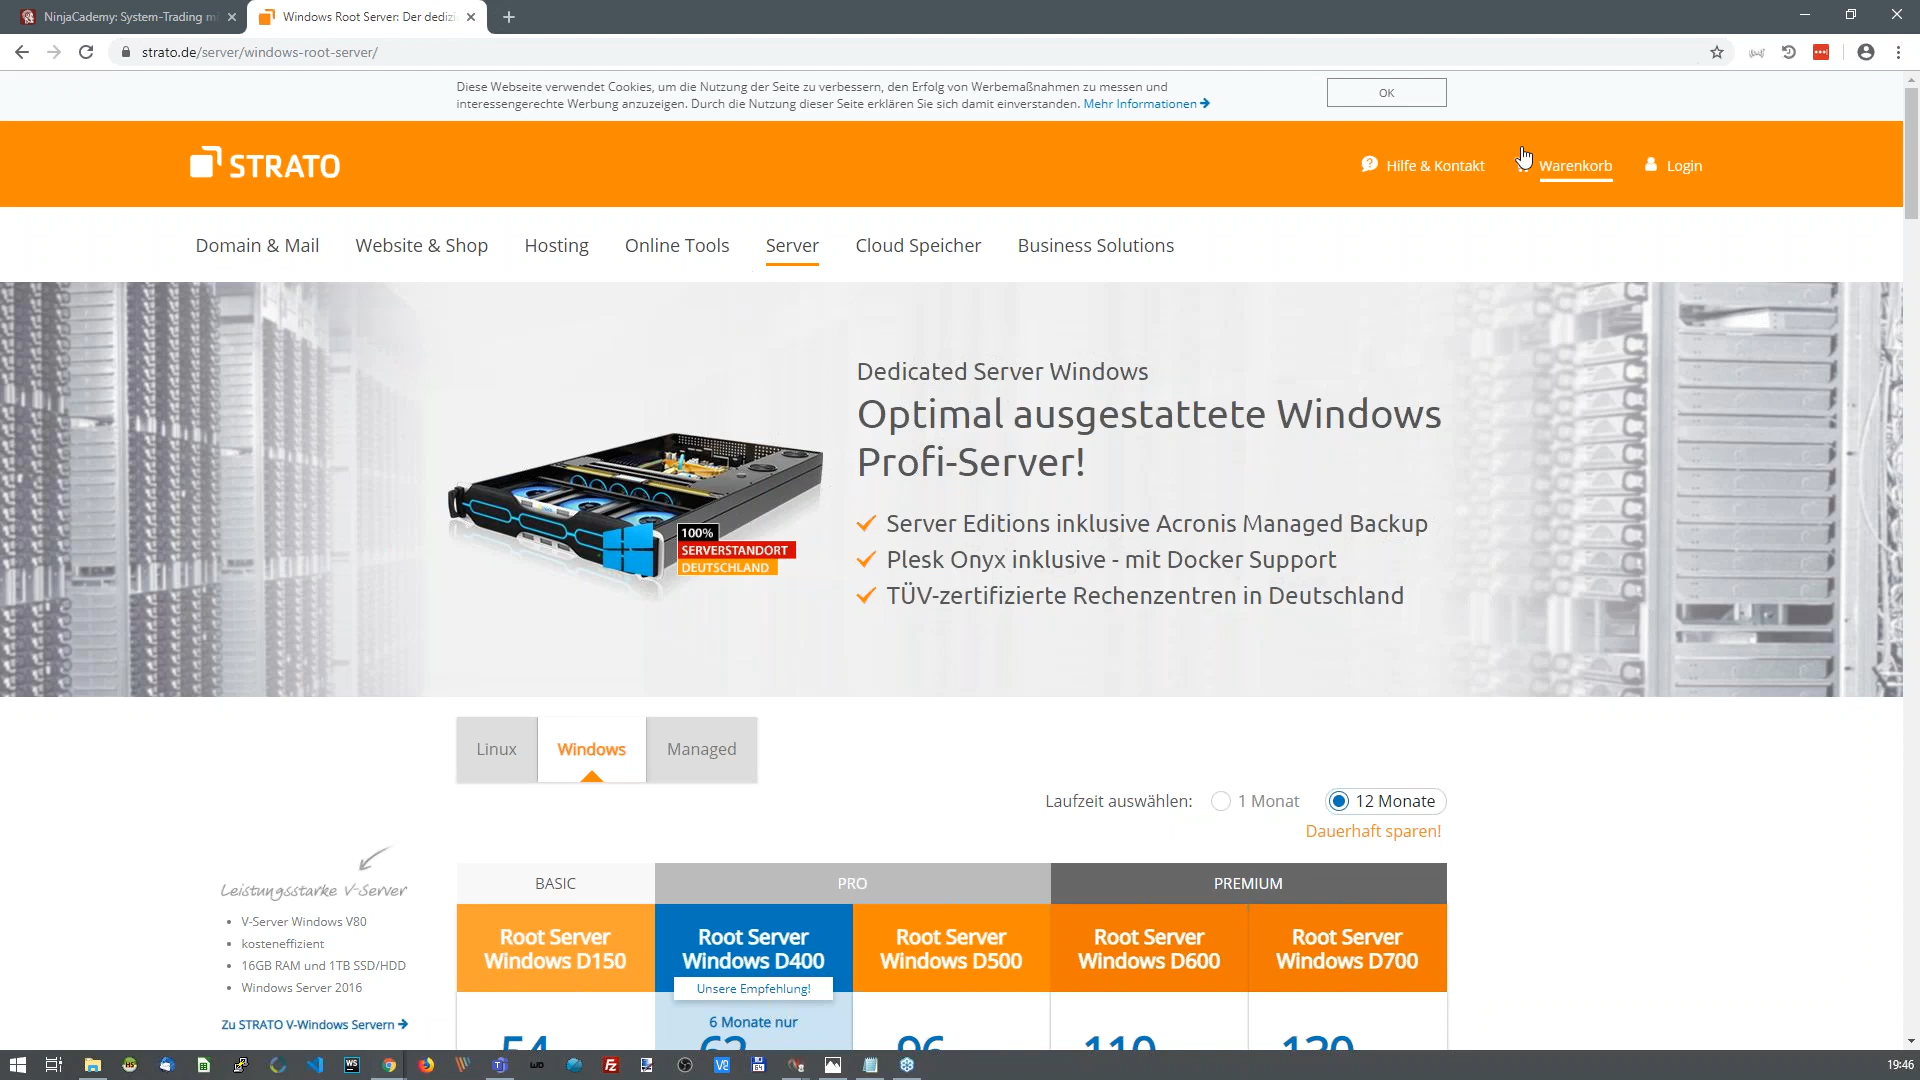 NinjaCademy: System-Trading mi
Windows Root Server: Der dedizi
strato.de/server/windows-root-server/
Diese Webseite verwendet Cookies, um die Nutzung der Seite zu verbessern, den Erfolg von Werbemaßnahmen zu messen und
interessengerechte Werbung anzuzeigen. Durch die Nutzung dieser Seite erklären Sie sich damit einverstanden. Mehr Informationen
OK
STRATO
Hilfe & Kontakt
Warenkorb
Login
Domain & Mail
Website & Shop
Hosting
Online Tools
Server
Cloud Speicher
Business Solutions
Dedicated Server Windows
Optimal ausgestattete Windows
Profi-Server!
Server Editions inklusive Acronis Managed Backup
Plesk Onyx inklusive - mit Docker Support
TÜV-zertifizierte Rechenzentren in Deutschland
100%
SERVERSTANDORT
DEUTSCHLAND
Linux
Windows
Managed
Laufzeit auswählen:
1 Monat
12 Monate
Dauerhaft sparen!
Leistungsstarke V-Server
V-Server Windows V80
kosteneffizient
16GB RAM und 1TB SSD/HDD
Windows Server 2016
Zu STRATO V-Windows Servern
BASIC
PRO
PREMIUM
Root Server
Windows D150
Root Server
Windows D400
Unsere Empfehlung!
Root Server
Windows D500
Root Server
Windows D600
Root Server
Windows D700
6 Monate nur
54
96
110
19:46